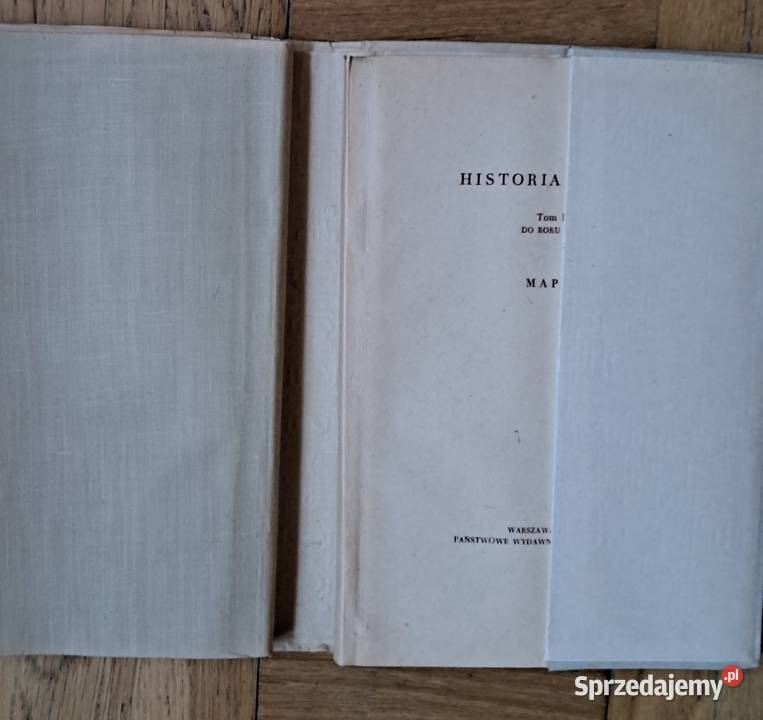 HISTORIA
Tom
DO ROKU
MAP
WARSZAWA
PAŃSTWOWE WYDAWN
Sprzedajemy.pl